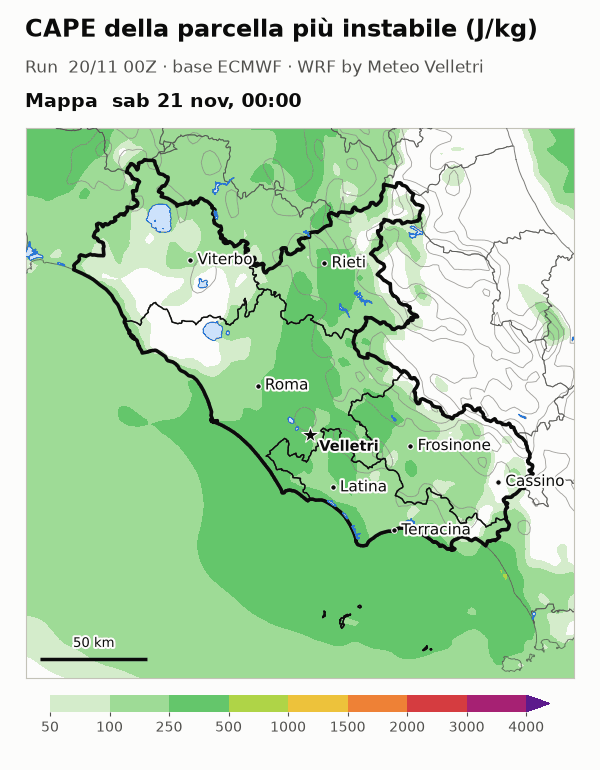 CAPE della parcella più instabile (J/kg)
Run  20/11 00Z · base ECMWF · WRF by Meteo Velletri
Mappa  sab 21 nov, 00:00
Viterbo
Rieti
Roma
Velletri
Frosinone
Cassino
Latina
Terracina
50 km
50 100 250 500 1000 1500 2000 3000 4000